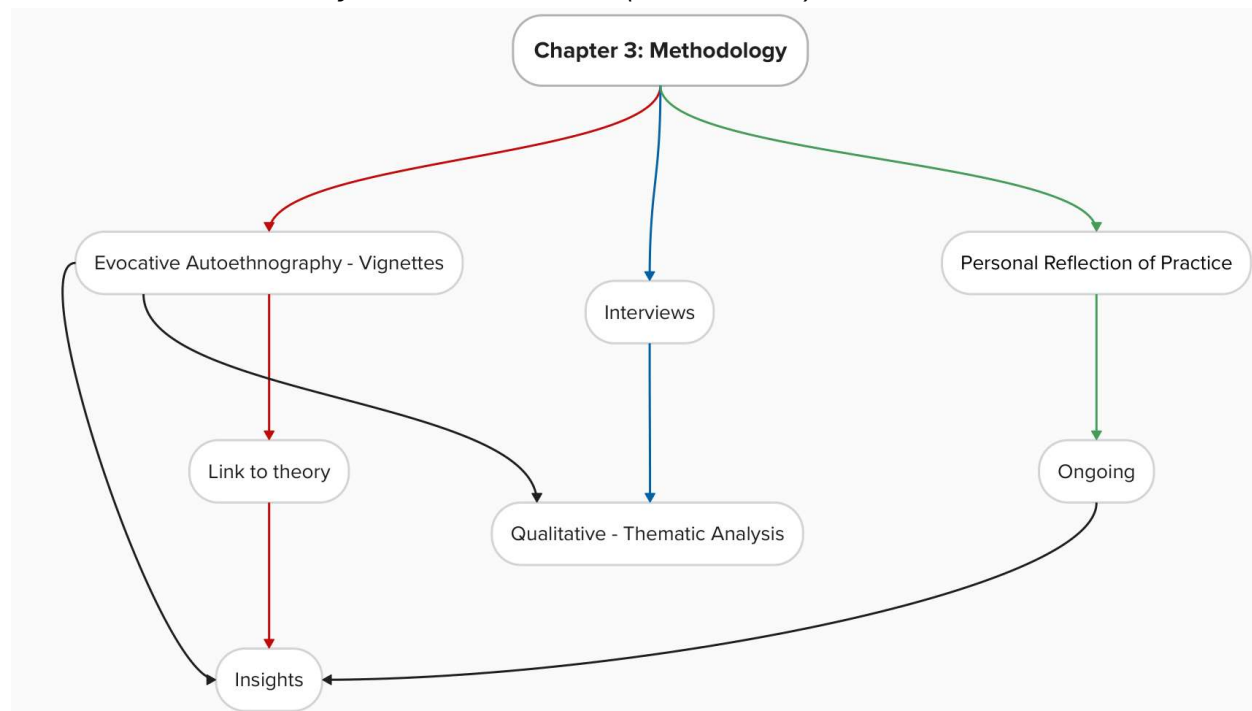 Chapter 3: Methodology
Evocative Autoethnography - Vignettes
Personal Reflection of Practice
Interviews
Link to theory
Ongoing
Qualitative - Thematic Analysis
Insights